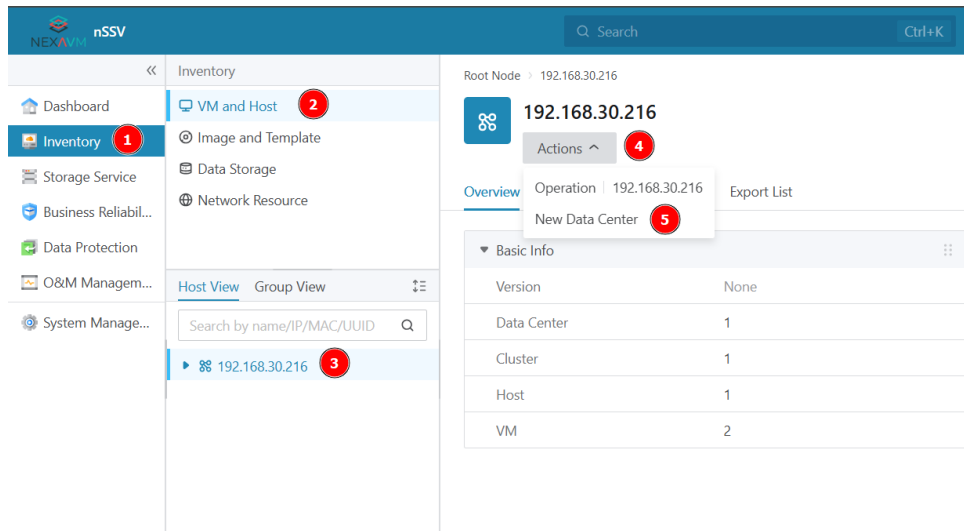 NEXAVM nSSV
Search Ctrl+K
Inventory
Dashboard
Inventory 1
Storage Service
Business Reliabil...
Data Protection
O&M Managem...
System Manage...
VM and Host 2
Image and Template
Data Storage
Network Resource
Host View Group View
Search by name/IP/MAC/UUID
192.168.30.216 3
Root Node > 192.168.30.216
192.168.30.216
Actions 4
Operation 192.168.30.216
New Data Center 5
Overview Export List
Basic Info
Version None
Data Center 1
Cluster 1
Host 1
VM 2